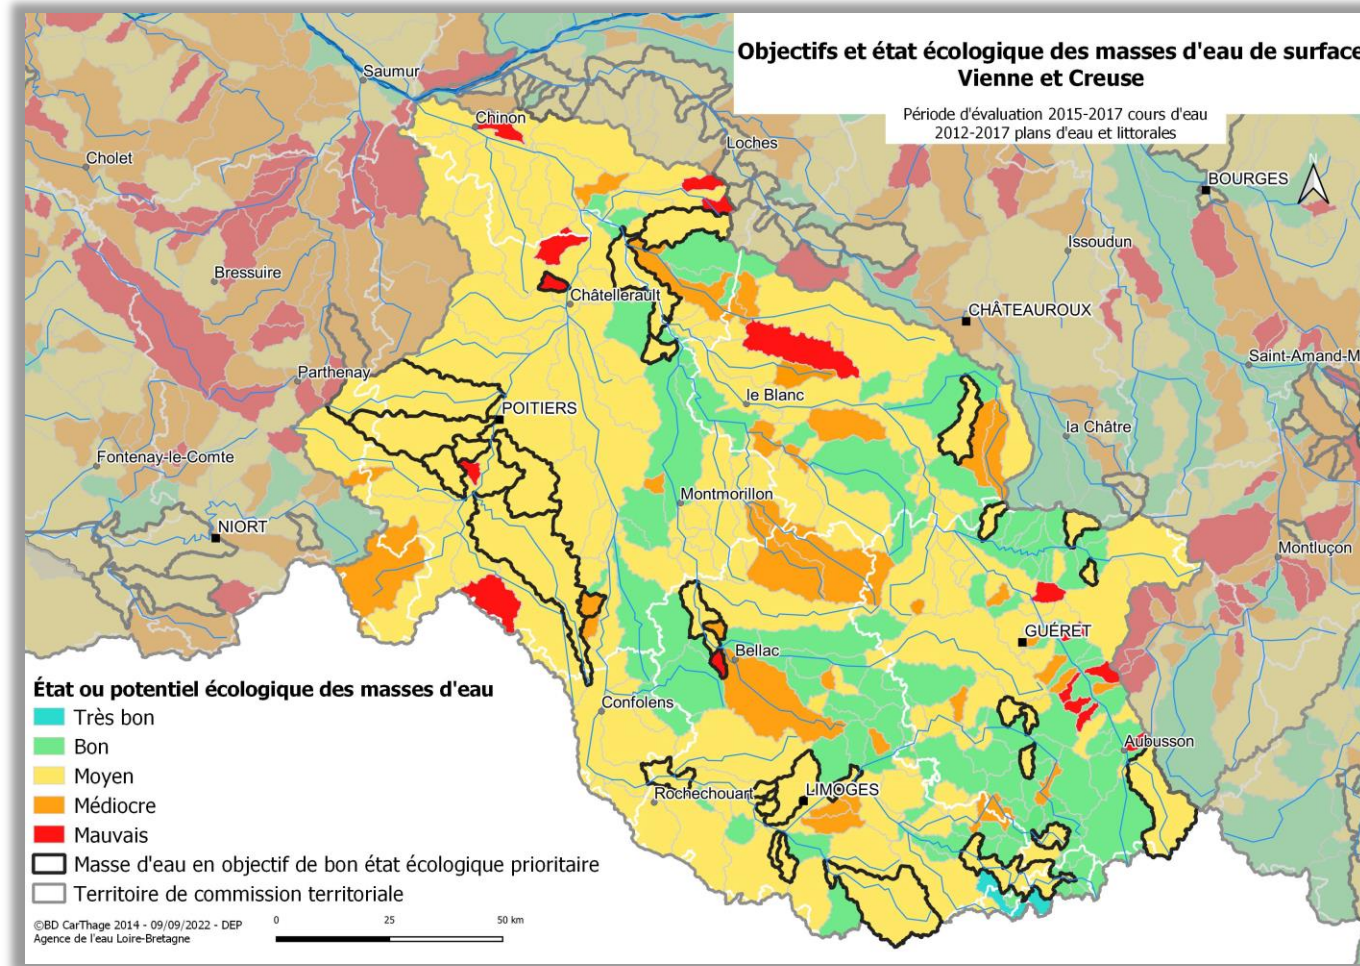 Objectifs et état écologique des masses d'eau de surface
Vienne et Creuse
Période d'évaluation 2015-2017 cours d'eau
2012-2017 plans d'eau et littorales
Saumur
Chinon
Loches
Cholet
N
BOURGES
Issoudun
Bressuire
Châtellerault
CHÂTEAUROUX
Saint-Amand-M
Parthenay
le Blanc
POITIERS
la Châtre
Fontenay-le-Comte
Montmorillon
NIORT
Montluçon
GUÉRET
Bellac
Confolens
Aubusson
Rochechouart
LIMOGES
État ou potentiel écologique des masses d'eau
Très bon
Bon
Moyen
Médiocre
Mauvais
Masse d'eau en objectif de bon état écologique prioritaire
Territoire de commission territoriale
©BD CarThage 2014 - 09/09/2022 - DEP
Agence de l'eau Loire-Bretagne
0 25 50 km